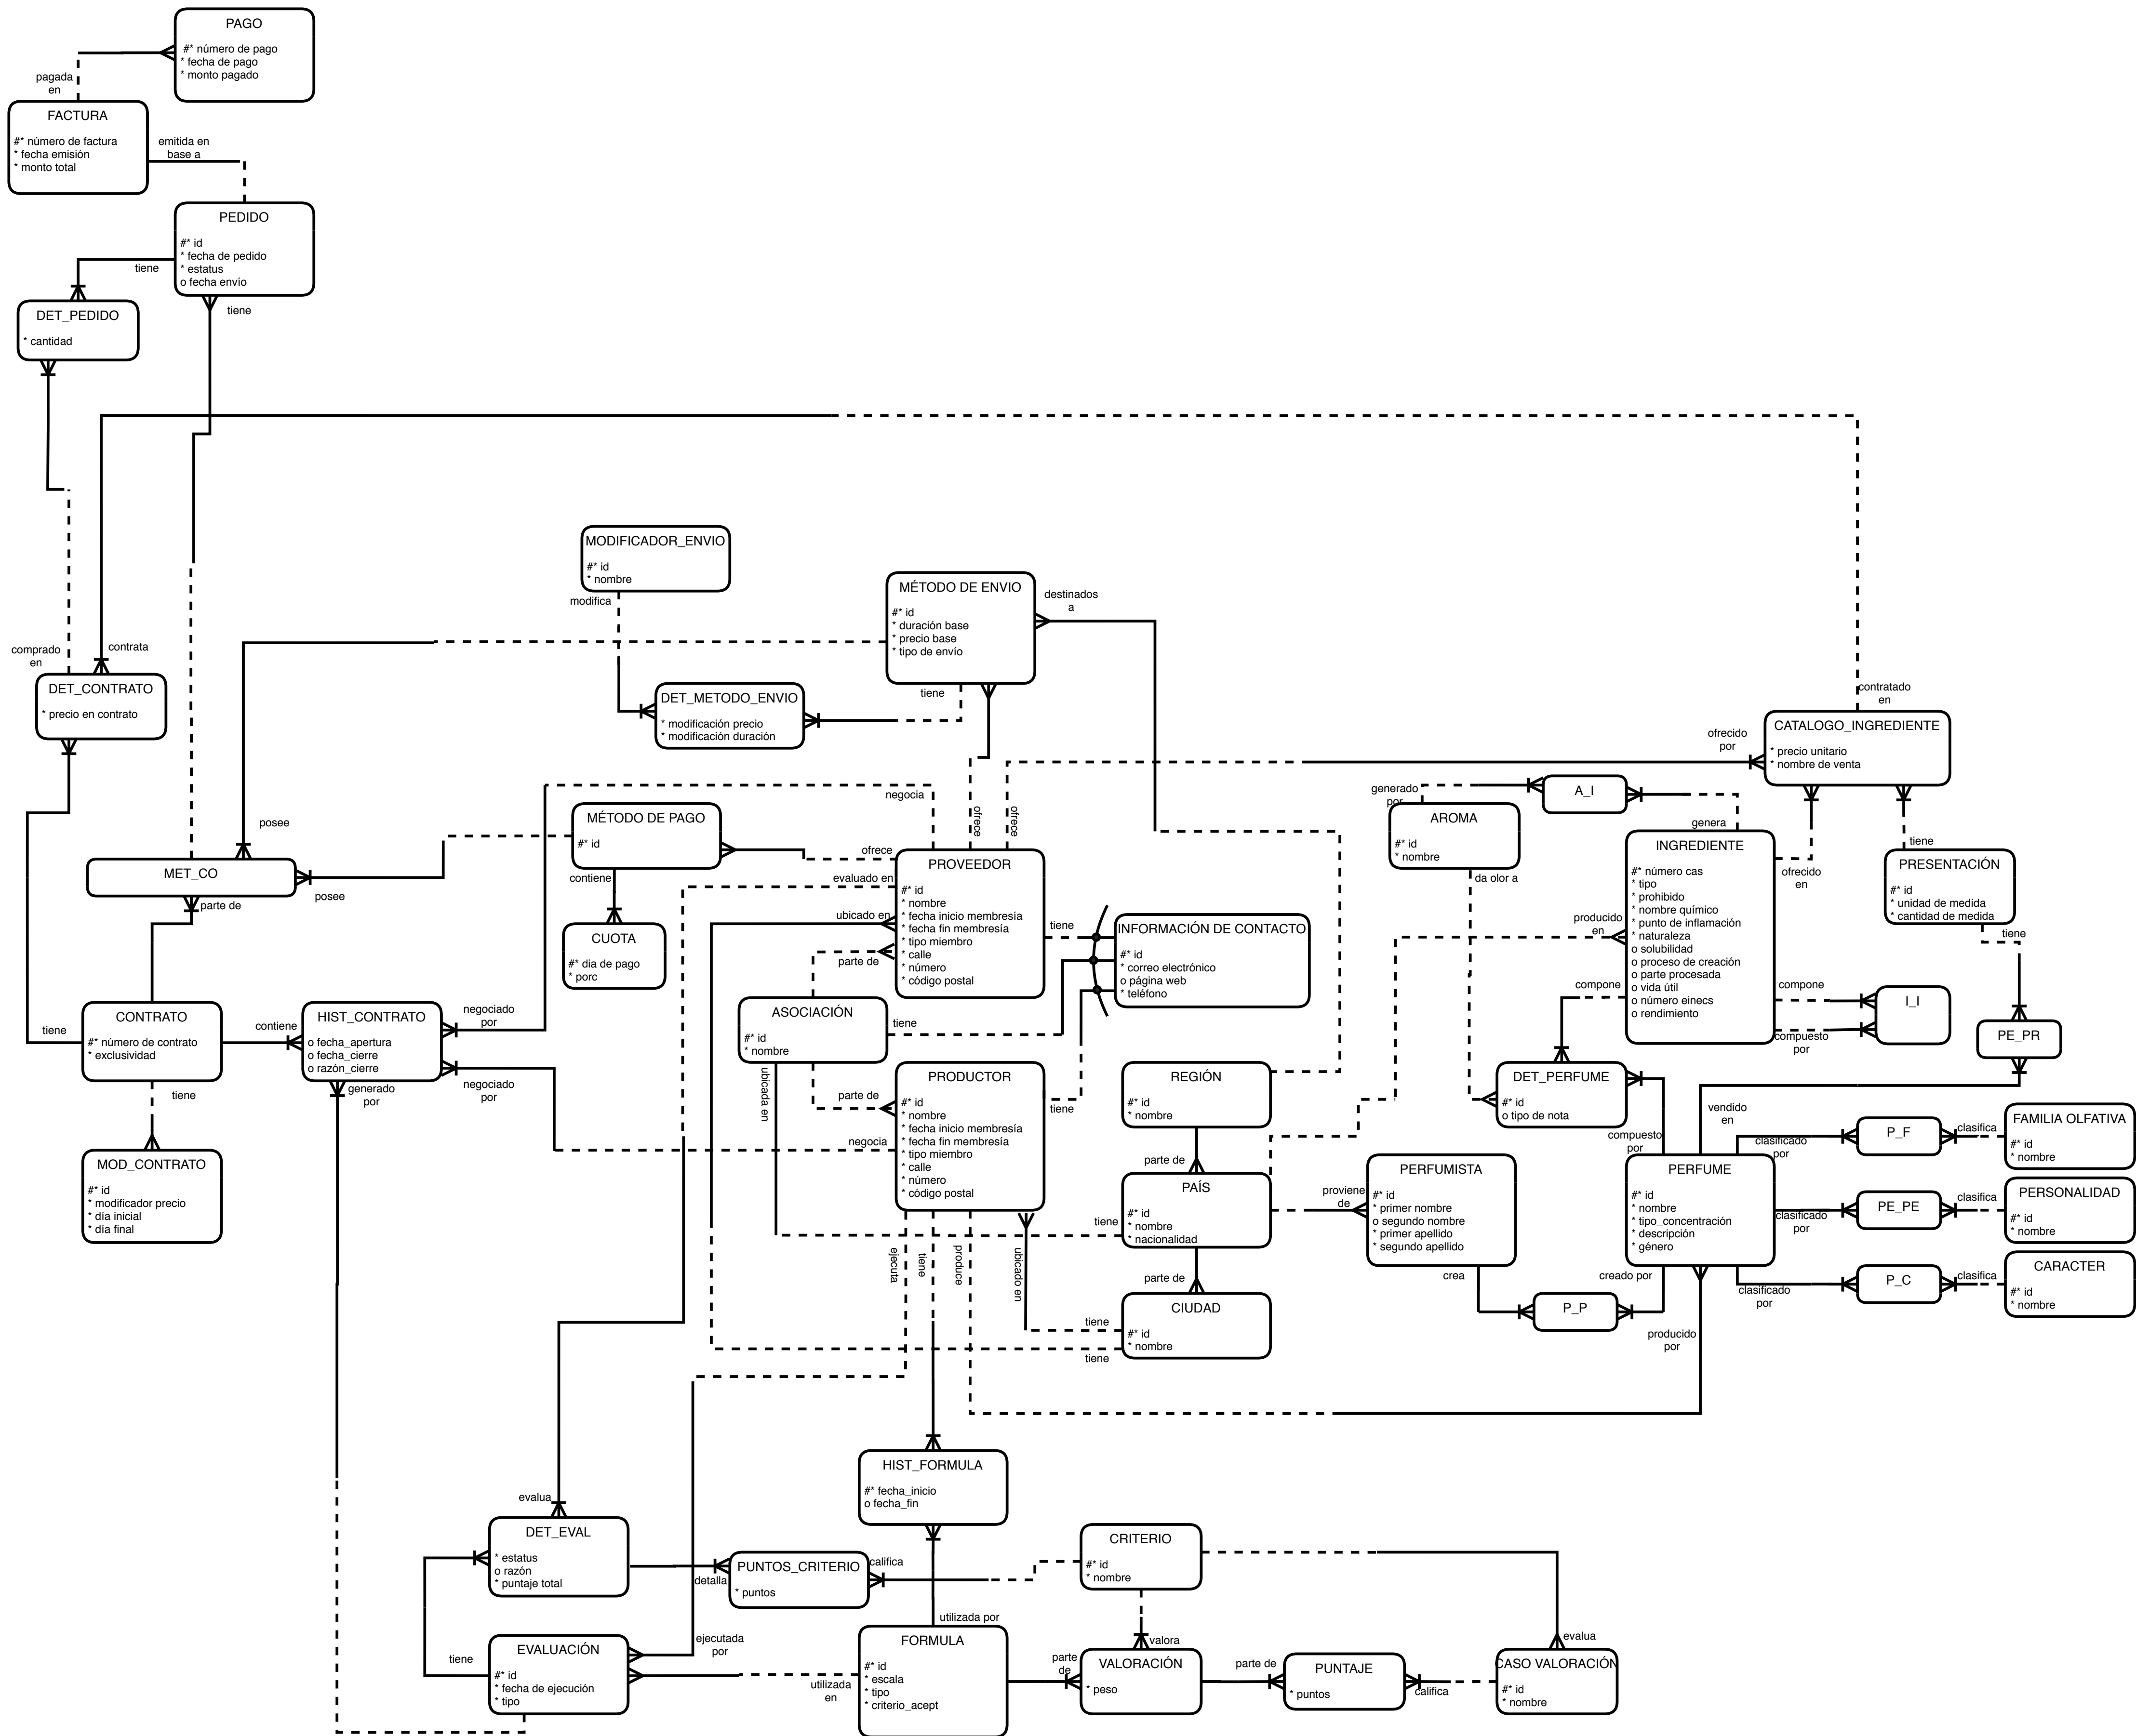 PAGO
#* número de pago
* fecha de pago
* monto pagado
pagada
en
FACTURA
#* número de factura
* fecha emisión
* monto total
emitida en
base a
PEDIDO
#* id
* fecha de pedido
* estatus
o fecha envío
tiene
tiene
DET_PEDIDO
* cantidad
comprado
en
contrata
DET_CONTRATO
* precio en contrato
MODIFICADOR_ENVIO
#* id
* nombre
modifica
MÉTODO DE ENVIO
#* id
* duración base
* precio base
* tipo de envío
destinados
a
tiene
DET_METODO_ENVIO
* modificación precio
* modificación duración
contratado
en
CATALOGO_INGREDIENTE
* precio unitario
* nombre de venta
ofrecido
por
negocia
ofrece
ofrece
posee
MET_CO
posee
parte de
MÉTODO DE PAGO
#* id
contiene
ofrece
evaluado en
ubicado en
CUOTA
#* dia de pago
* porc
PROVEEDOR
#* id
* nombre
* fecha inicio membresía
* fecha fin membresía
* tipo miembro
* calle
* número
* código postal
tiene
parte de
INFORMACIÓN DE CONTACTO
#* id
* correo electrónico
o página web
* teléfono
generado
por
A_I
AROMA
#* id
* nombre
da olor a
genera
INGREDIENTE
#* número cas
* tipo
* prohibido
* nombre químico
* punto de inflamación
* naturaleza
o solubilidad
o proceso de creación
o parte procesada
o vida útil
o número einecs
o rendimiento
ofrecido
en
producido
en
compone
compone
compuesto
por
I_I
tiene
PRESENTACIÓN
#* id
* unidad de medida
* cantidad de medida
tiene
PE_PR
CONTRATO
#* número de contrato
* exclusividad
tiene
contiene
tiene
HIST_CONTRATO
o fecha_apertura
o fecha_cierre
o razón_cierre
negociado
por
negociado
por
generado
por
MOD_CONTRATO
#* id
* modificador precio
* día inicial
* día final
ASOCIACIÓN
#* id
* nombre
tiene
ubicada en
parte de
negocia
PRODUCTOR
#* id
* nombre
* fecha inicio membresía
* fecha fin membresía
* tipo miembro
* calle
* número
* código postal
tiene
ejecuta
tiene
produce
ubicado en
REGIÓN
#* id
* nombre
parte de
PAÍS
#* id
* nombre
* nacionalidad
tiene
parte de
CIUDAD
#* id
* nombre
tiene
tiene
proviene
de
PERFUMISTA
#* id
* primer nombre
o segundo nombre
* primer apellido
* segundo apellido
crea
P_P
creado por
DET_PERFUME
#* id
o tipo de nota
compuesto
por
vendido
en
PERFUME
#* id
* nombre
* tipo_concentración
* descripción
* género
producido
por
clasificado
por
P_F
clasifica
FAMILIA OLFATIVA
#* id
* nombre
clasificado
por
PE_PE
clasifica
PERSONALIDAD
#* id
* nombre
clasificado
por
P_C
clasifica
CARACTER
#* id
* nombre
HIST_FORMULA
#* fecha_inicio
o fecha_fin
evalua
DET_EVAL
* estatus
o razón
* puntaje total
detalla
PUNTOS_CRITERIO
* puntos
califica
CRITERIO
#* id
* nombre
utilizada por
tiene
EVALUACIÓN
#* id
* fecha de ejecución
* tipo
ejecutada
por
utilizada
en
FORMULA
#* id
* escala
* tipo
* criterio_acept
parte
de
valora
VALORACIÓN
* peso
parte de
PUNTAJE
* puntos
califica
evalua
CASO VALORACIÓN
#* id
* nombre